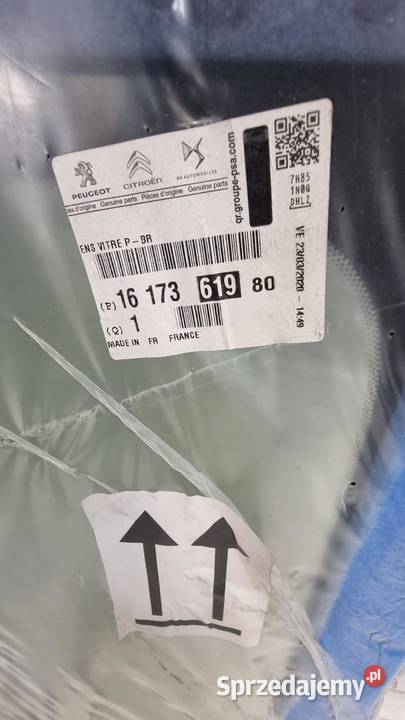 PEUGEOT CITROËN DS AUTOMOBILES
ces d'origine Genuine parts Pièces d'origine Genuine parts
qr.groupe-psa.com
7H85
1N0Q
DHLZ
DHLZ
ENS VITRE P-BR
(P) 16 173 619 80
(Q) 1
MADE IN FR FRANCE
VE 23/03/2020 - 14:49
Sprzedajemy.pl